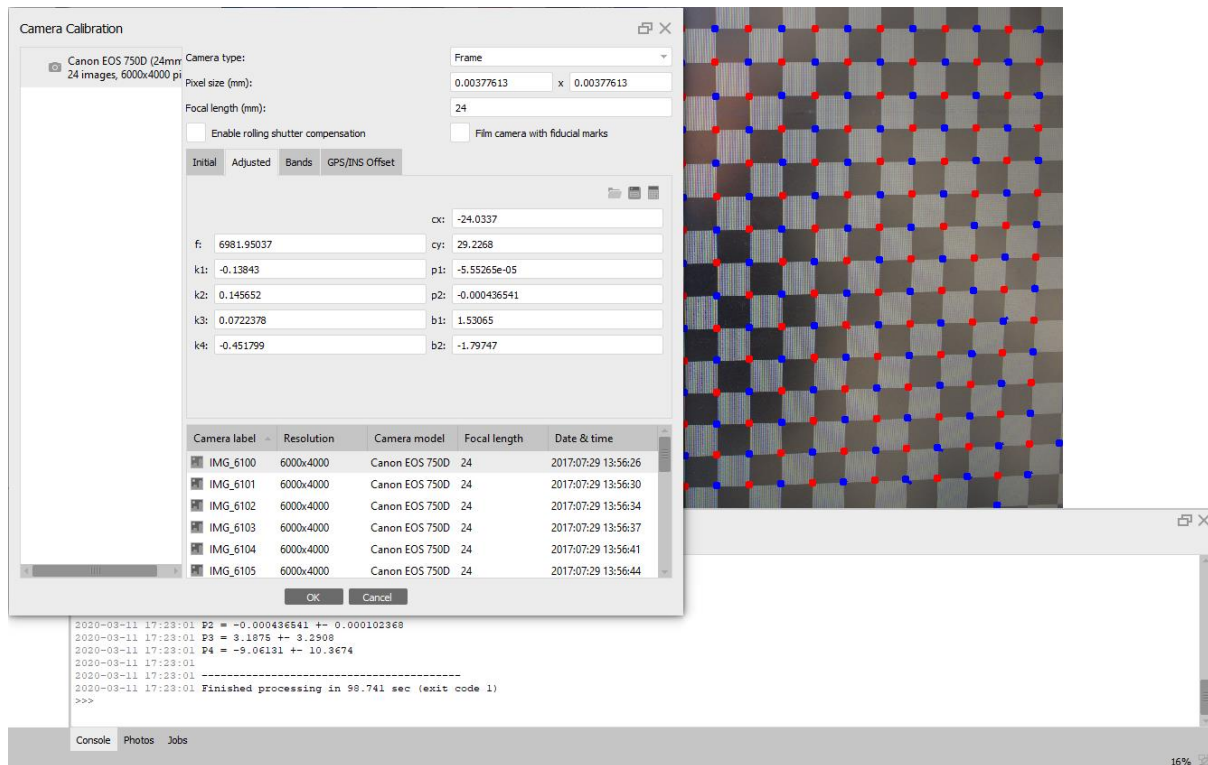 Camera Calibration
Canon EOS 750D (24mm
24 images, 6000x4000 pi
Camera type: Frame
Pixel size (mm): 0.00377613 x 0.00377613
Focal length (mm): 24
Enable rolling shutter compensation Film camera with fiducial marks
Initial Adjusted Bands GPS/INS Offset
cx: -24.0337
f: 6981.95037 cy: 29.2268
k1: -0.13843 p1: -5.55265e-05
k2: 0.145652 p2: -0.000436541
k3: 0.0722378 b1: 1.53065
k4: -0.451799 b2: -1.79747
Camera label Resolution Camera model Focal length Date & time
IMG_6100 6000x4000 Canon EOS 750D 24 2017:07:29 13:56:26
IMG_6101 6000x4000 Canon EOS 750D 24 2017:07:29 13:56:30
IMG_6102 6000x4000 Canon EOS 750D 24 2017:07:29 13:56:34
IMG_6103 6000x4000 Canon EOS 750D 24 2017:07:29 13:56:37
IMG_6104 6000x4000 Canon EOS 750D 24 2017:07:29 13:56:41
IMG_6105 6000x4000 Canon EOS 750D 24 2017:07:29 13:56:44
OK Cancel
2020-03-11 17:23:01 P2 = -0.000436541 +- 0.000102368
2020-03-11 17:23:01 P3 = 3.1875 +- 3.2908
2020-03-11 17:23:01 P4 = -9.06131 +- 10.3674
2020-03-11 17:23:01
2020-03-11 17:23:01 -----------------------------------------
2020-03-11 17:23:01 Finished processing in 98.741 sec (exit code 1)
>>>
Console Photos Jobs
16%